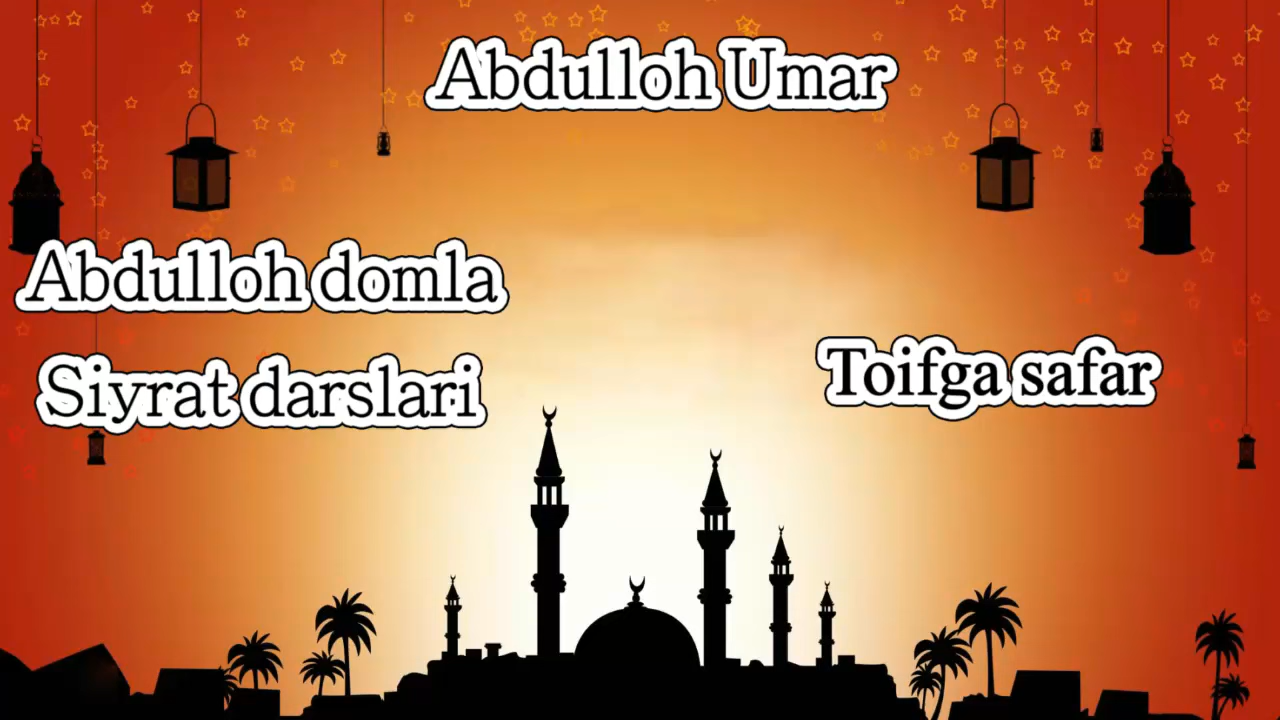 Abdulloh Umar
Abdulloh domla
Siyrat darslari
Toifga safar